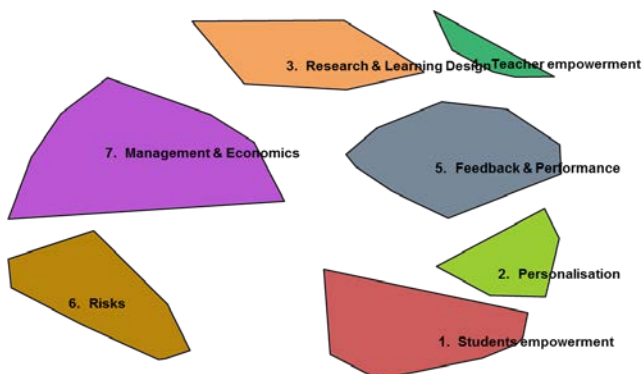 3. Research & Learning Design
4. Teacher empowerment
7. Management & Economics
5. Feedback & Performance
2. Personalisation
6. Risks
1. Students empowerment